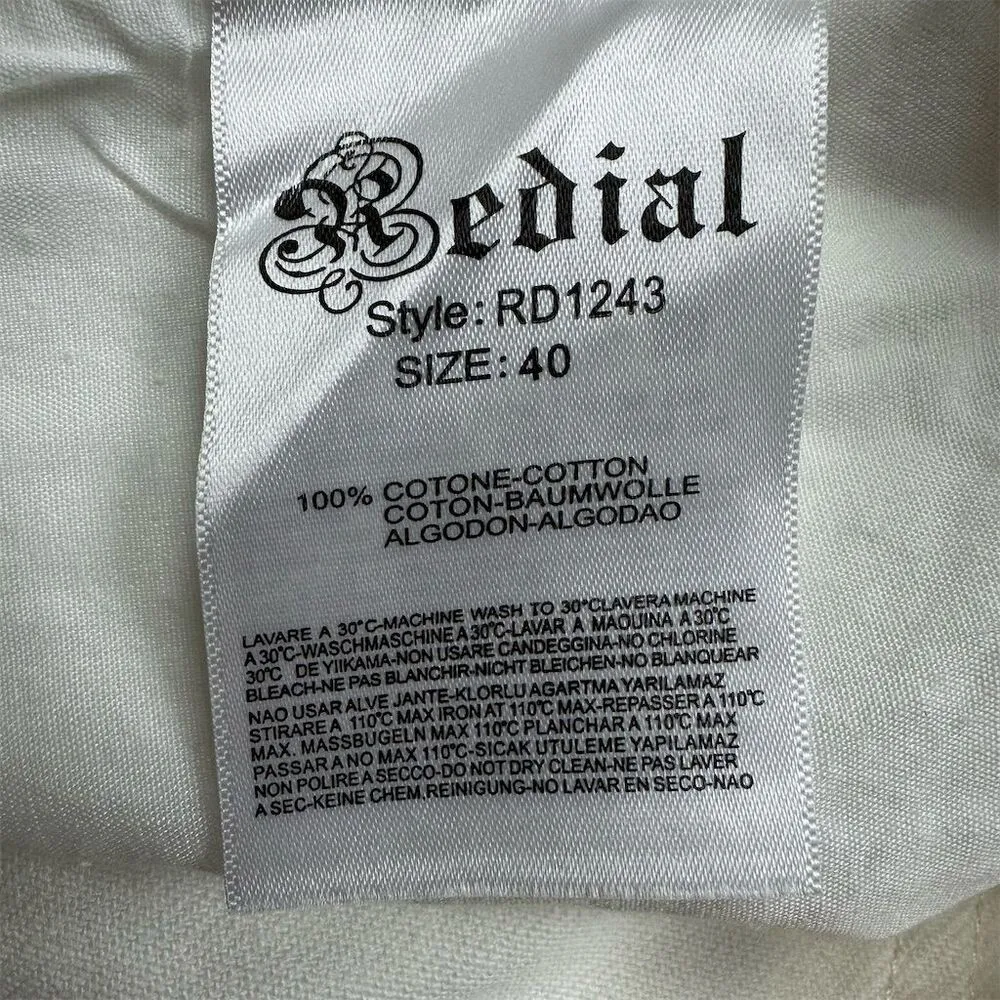 Redial
Style: RD1243
SIZE: 40
100% COTONE-COTTON
COTON-BAUMWOLLE
ALGODON-ALGODAO
LAVARE A 30°C-MACHINE WASH TO 30°CLAVERA MACHINE
A 30°C-WASCHMASCHINE A 30°C-LAVAR A MAOUINA A 30°C
30°C DE YIIKAMA-NON USARE CANDEGGINA-NO CHLORINE
BLEACH-NE PAS BLANCHIR-NICHT BLEICHEN-NO BLANQUEAR
NAO USAR ALVE JANTE-KLORLU AGARTMA YARILAMAZ
STIRARE A 110°C MAX IRON AT 110°C MAX-REPASSER A 110°C
MAX. MASSBUGELN MAX 110°C PLANCHAR A 110°C MAX
PASSAR A NO MAX 110°C-SICAK UTULEME YAPILAMAZ
NON POLIRE A SECCO-DO NOT DRY CLEAN-NE PAS LAVER
A SEC-KEINE CHEM.REINIGUNG-NO LAVAR EN SECO-NAO